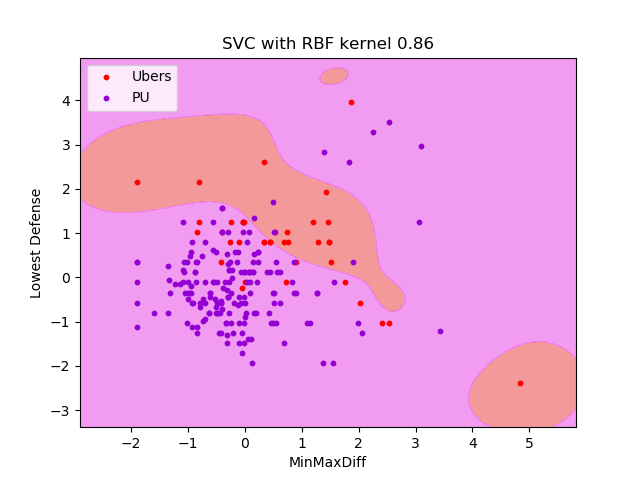 SVC with RBF kernel 0.86
Ubers
PU
4
3
2
1
0
−1
−2
−3
Lowest Defense
−2 −1 0 1 2 3 4 5
MinMaxDiff